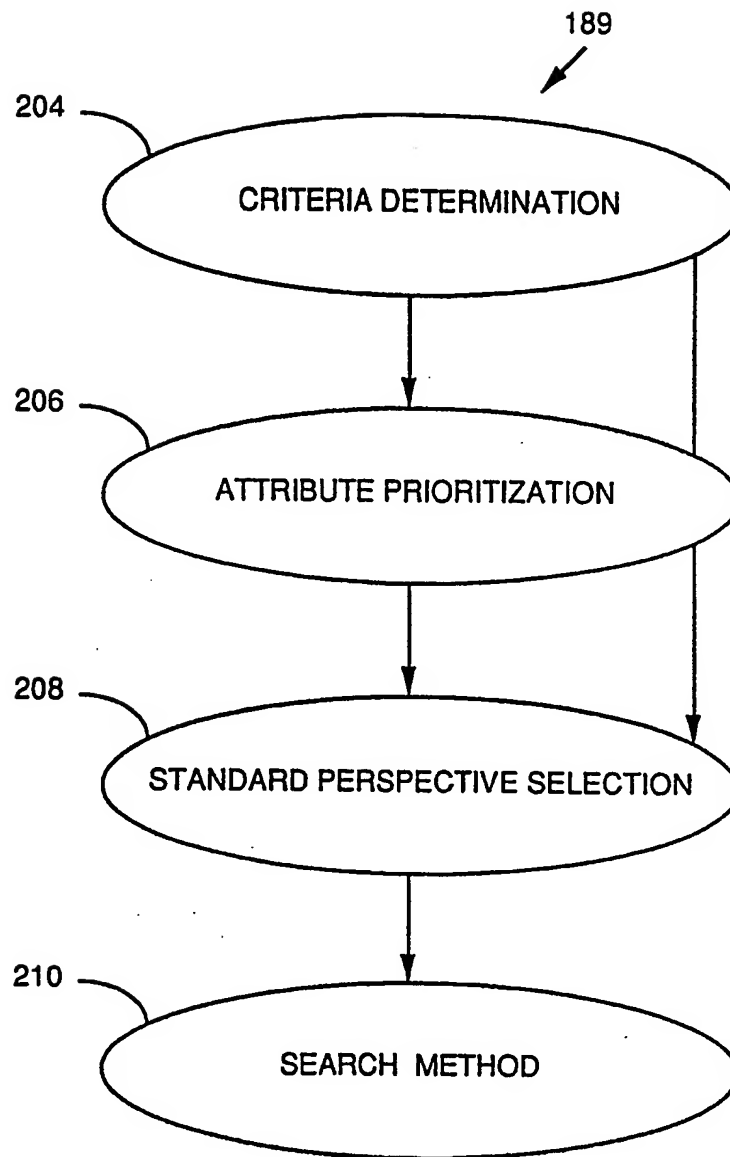 189
204
CRITERIA DETERMINATION
206
ATTRIBUTE PRIORITIZATION
208
STANDARD PERSPECTIVE SELECTION
210
SEARCH METHOD